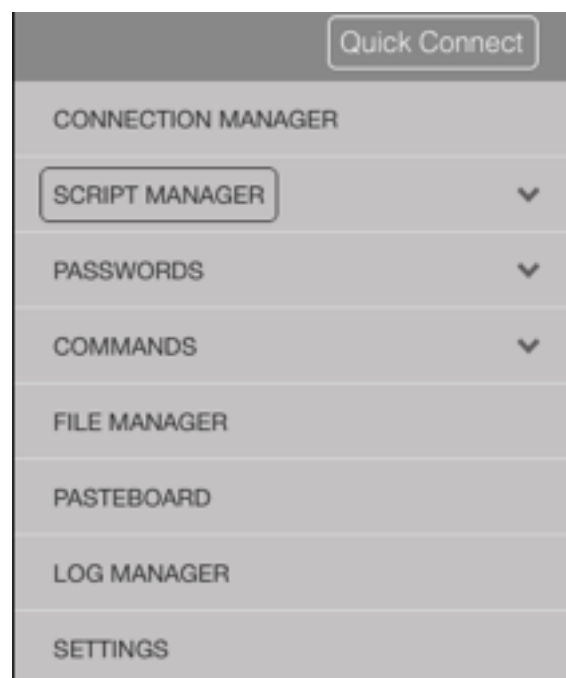 Quick Connect
CONNECTION MANAGER
SCRIPT MANAGER
PASSWORDS
COMMANDS
FILE MANAGER
PASTEBOARD
LOG MANAGER
SETTINGS